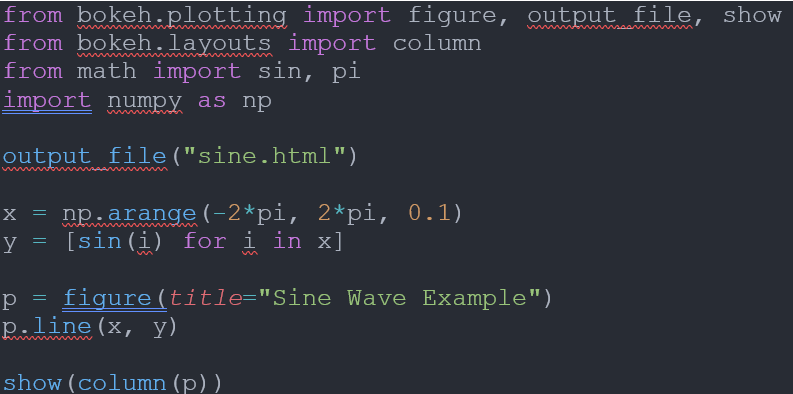 from bokeh.plotting import figure, output_file, show
from bokeh.layouts import column
from math import sin, pi
import numpy as np
output_file("sine.html")
x = np.arange(-2*pi, 2*pi, 0.1)
y = [sin(i) for i in x]
p = figure(title="Sine Wave Example")
p.line(x, y)
show(column(p))